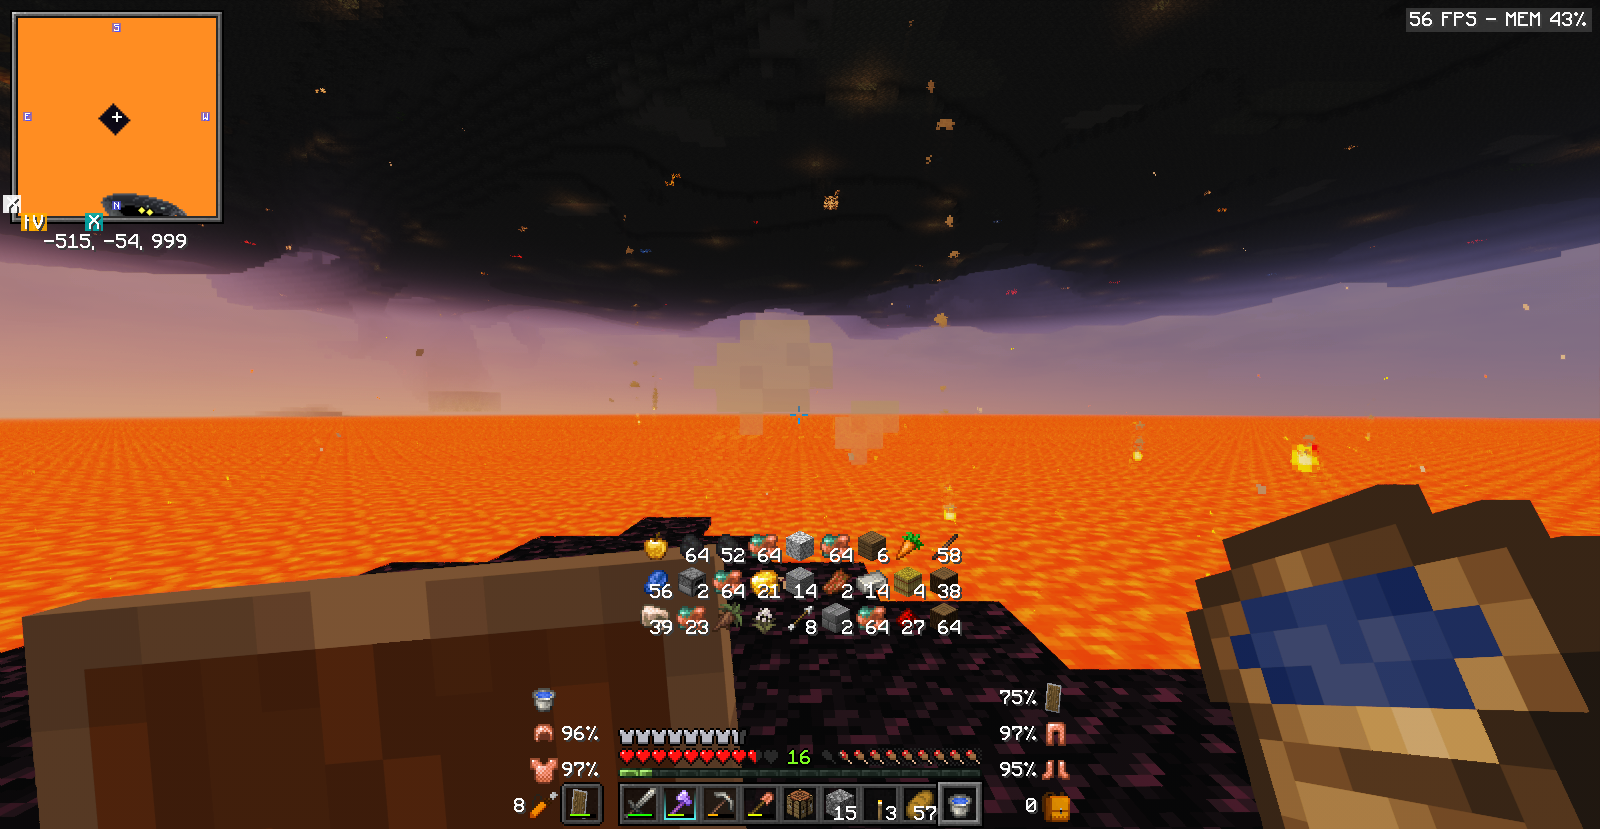 56 FPS - MEM 43%
S
E
W
N
IV
X
-515, -54, 999
64 52 64 64 6 58
56 2 64 21 14 2 14 4 38
39 23 8 2 64 27 64
75%
96% 97%
16
97% 95%
8 15 3 57 0